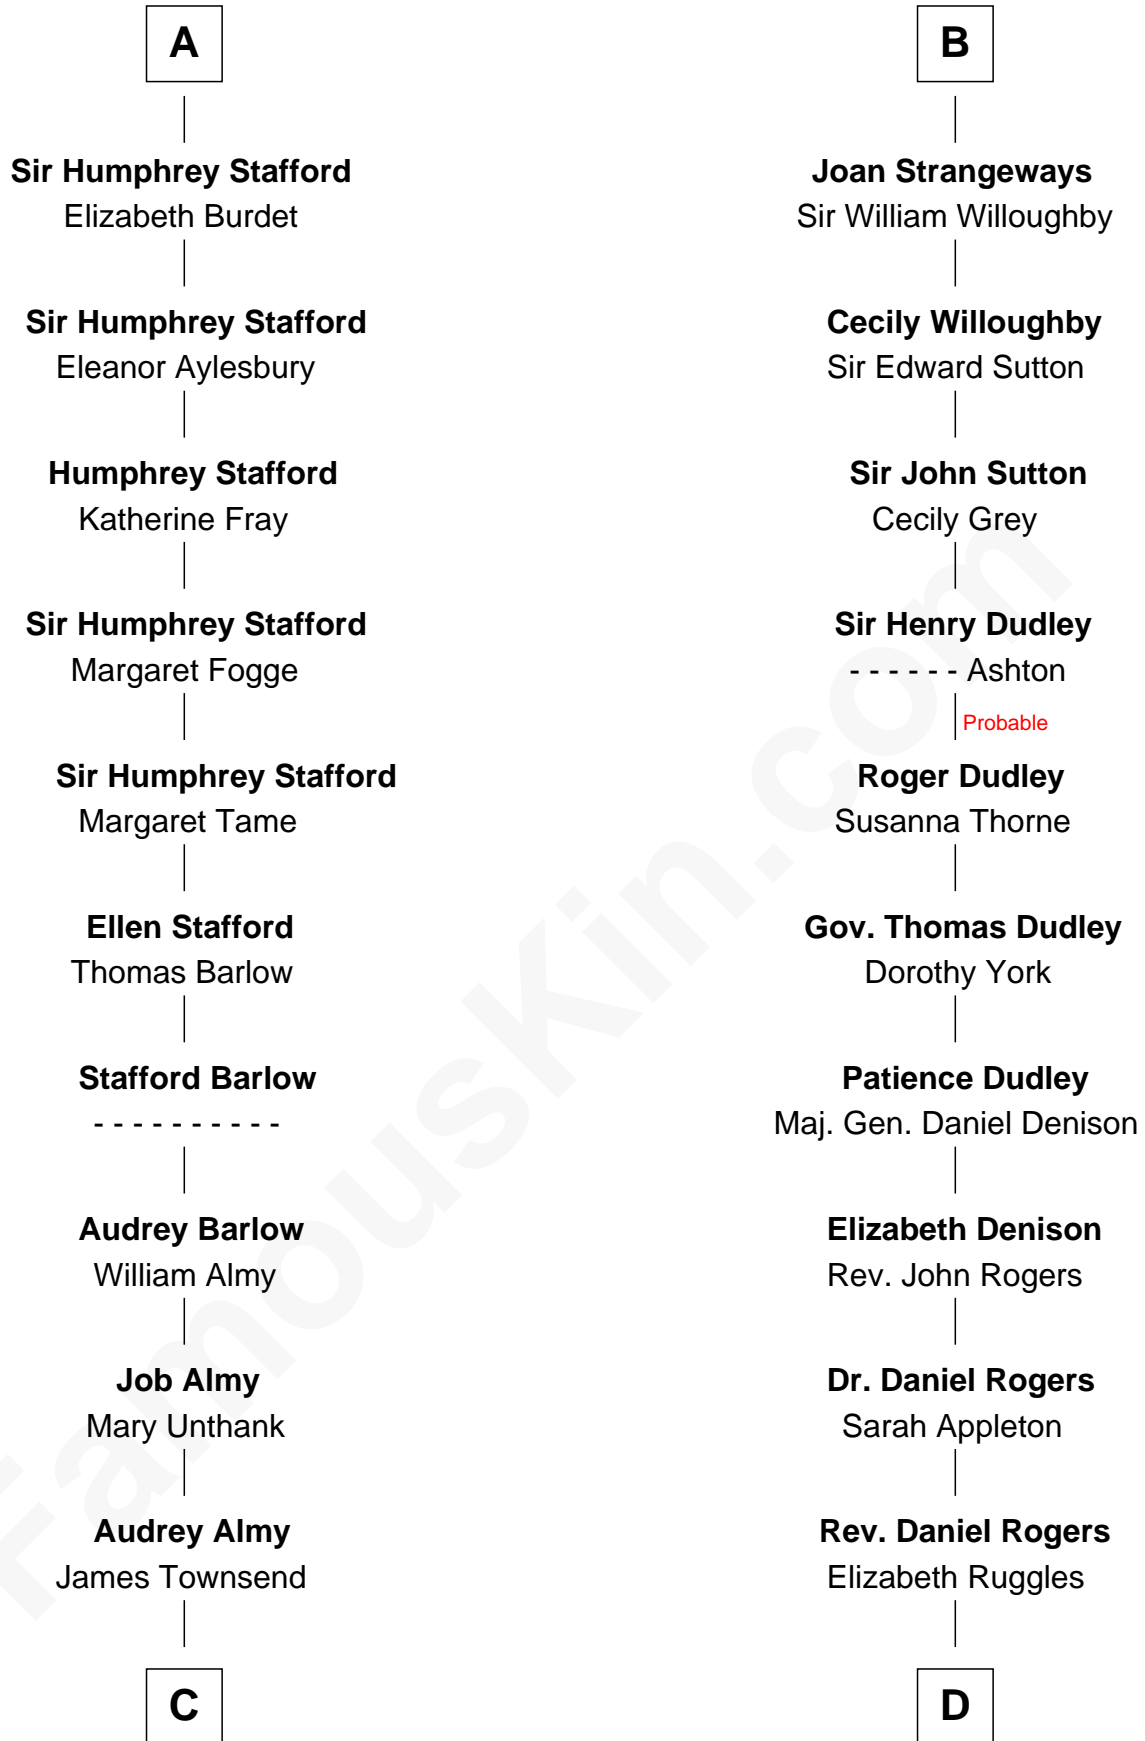 A
Sir Humphrey Stafford
Elizabeth Burdet
Sir Humphrey Stafford
Eleanor Aylesbury
Humphrey Stafford
Katherine Fray
Sir Humphrey Stafford
Margaret Fogge
Sir Humphrey Stafford
Margaret Tame
Ellen Stafford
Thomas Barlow
Stafford Barlow
- - - - - - - - - -
Audrey Barlow
William Almy
Job Almy
Mary Unthank
Audrey Almy
James Townsend
C
B
Joan Strangeways
Sir William Willoughby
Cecily Willoughby
Sir Edward Sutton
Sir John Sutton
Cecily Grey
Sir Henry Dudley
- - - - - - Ashton
Probable
Roger Dudley
Susanna Thorne
Gov. Thomas Dudley
Dorothy York
Patience Dudley
Maj. Gen. Daniel Denison
Elizabeth Denison
Rev. John Rogers
Dr. Daniel Rogers
Sarah Appleton
Rev. Daniel Rogers
Elizabeth Ruggles
D
FamousKin.com